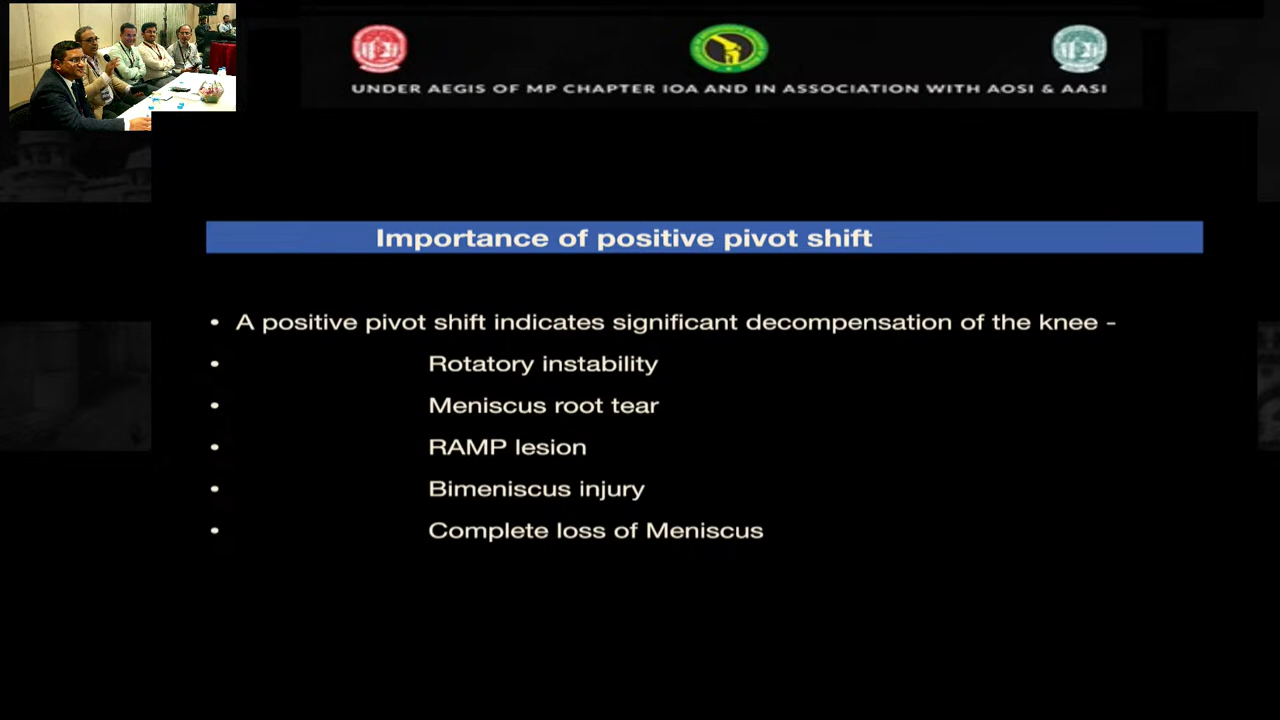 UNDER AEGIS OF MP CHAPTER IOA AND IN ASSOCIATION WITH AOSI & AASI
Importance of positive pivot shift
• A positive pivot shift indicates significant decompensation of the knee -
• Rotatory instability
• Meniscus root tear
• RAMP lesion
• Bimeniscus injury
• Complete loss of Meniscus